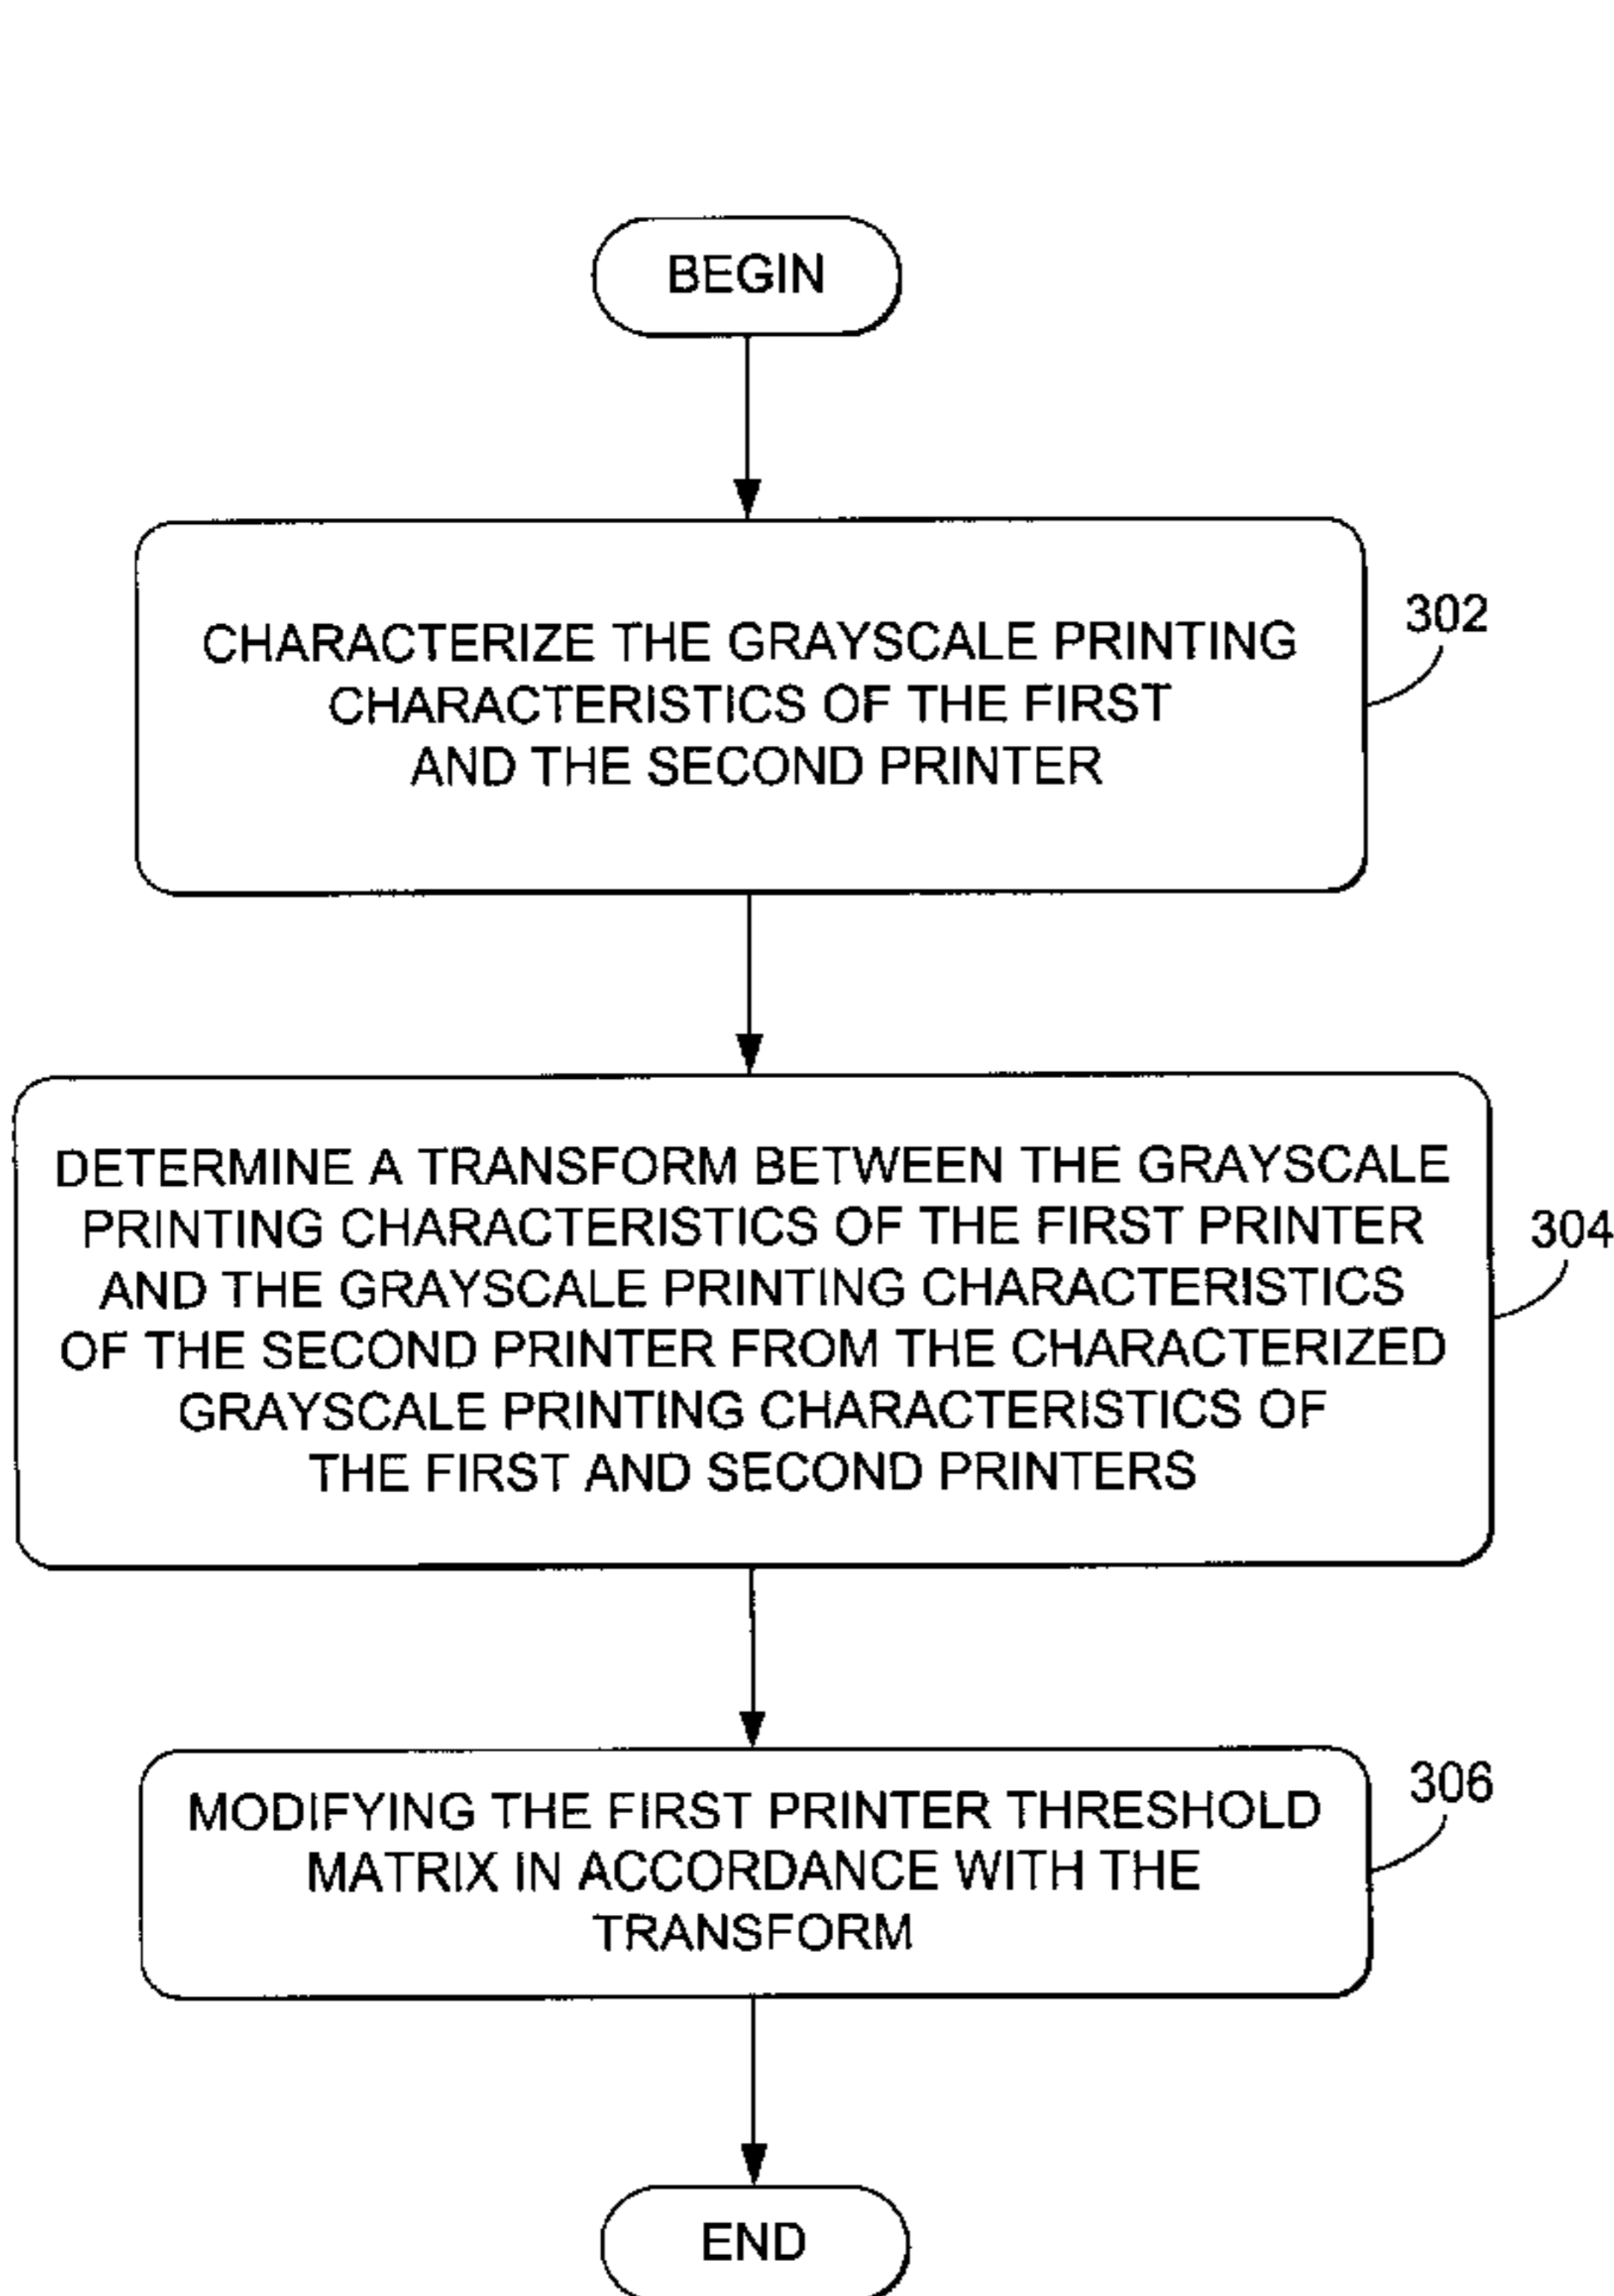 BEGIN
CHARACTERIZE THE GRAYSCALE PRINTING
CHARACTERISTICS OF THE FIRST
AND THE SECOND PRINTER
302
DETERMINE A TRANSFORM BETWEEN THE GRAYSCALE
PRINTING CHARACTERISTICS OF THE FIRST PRINTER
AND THE GRAYSCALE PRINTING CHARACTERISTICS
OF THE SECOND PRINTER FROM THE CHARACTERIZED
GRAYSCALE PRINTING CHARACTERISTICS OF
THE FIRST AND SECOND PRINTERS
304
MODIFYING THE FIRST PRINTER THRESHOLD
MATRIX IN ACCORDANCE WITH THE
TRANSFORM
306
END